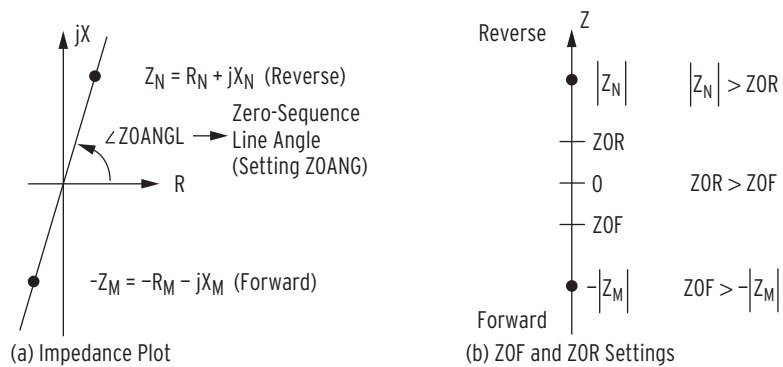 jX
Z_N = R_N + jX_N (Reverse)
∠Z0ANGL → Zero-Sequence
Line Angle
(Setting Z0ANG)
R
-Z_M = –R_M – jX_M (Forward)
(a) Impedance Plot
Z
Reverse
|Z_N|
|Z_N| > Z0R
Z0R
0
Z0R > Z0F
Z0F
-|Z_M|
Z0F > -|Z_M|
Forward
(b) Z0F and Z0R Settings